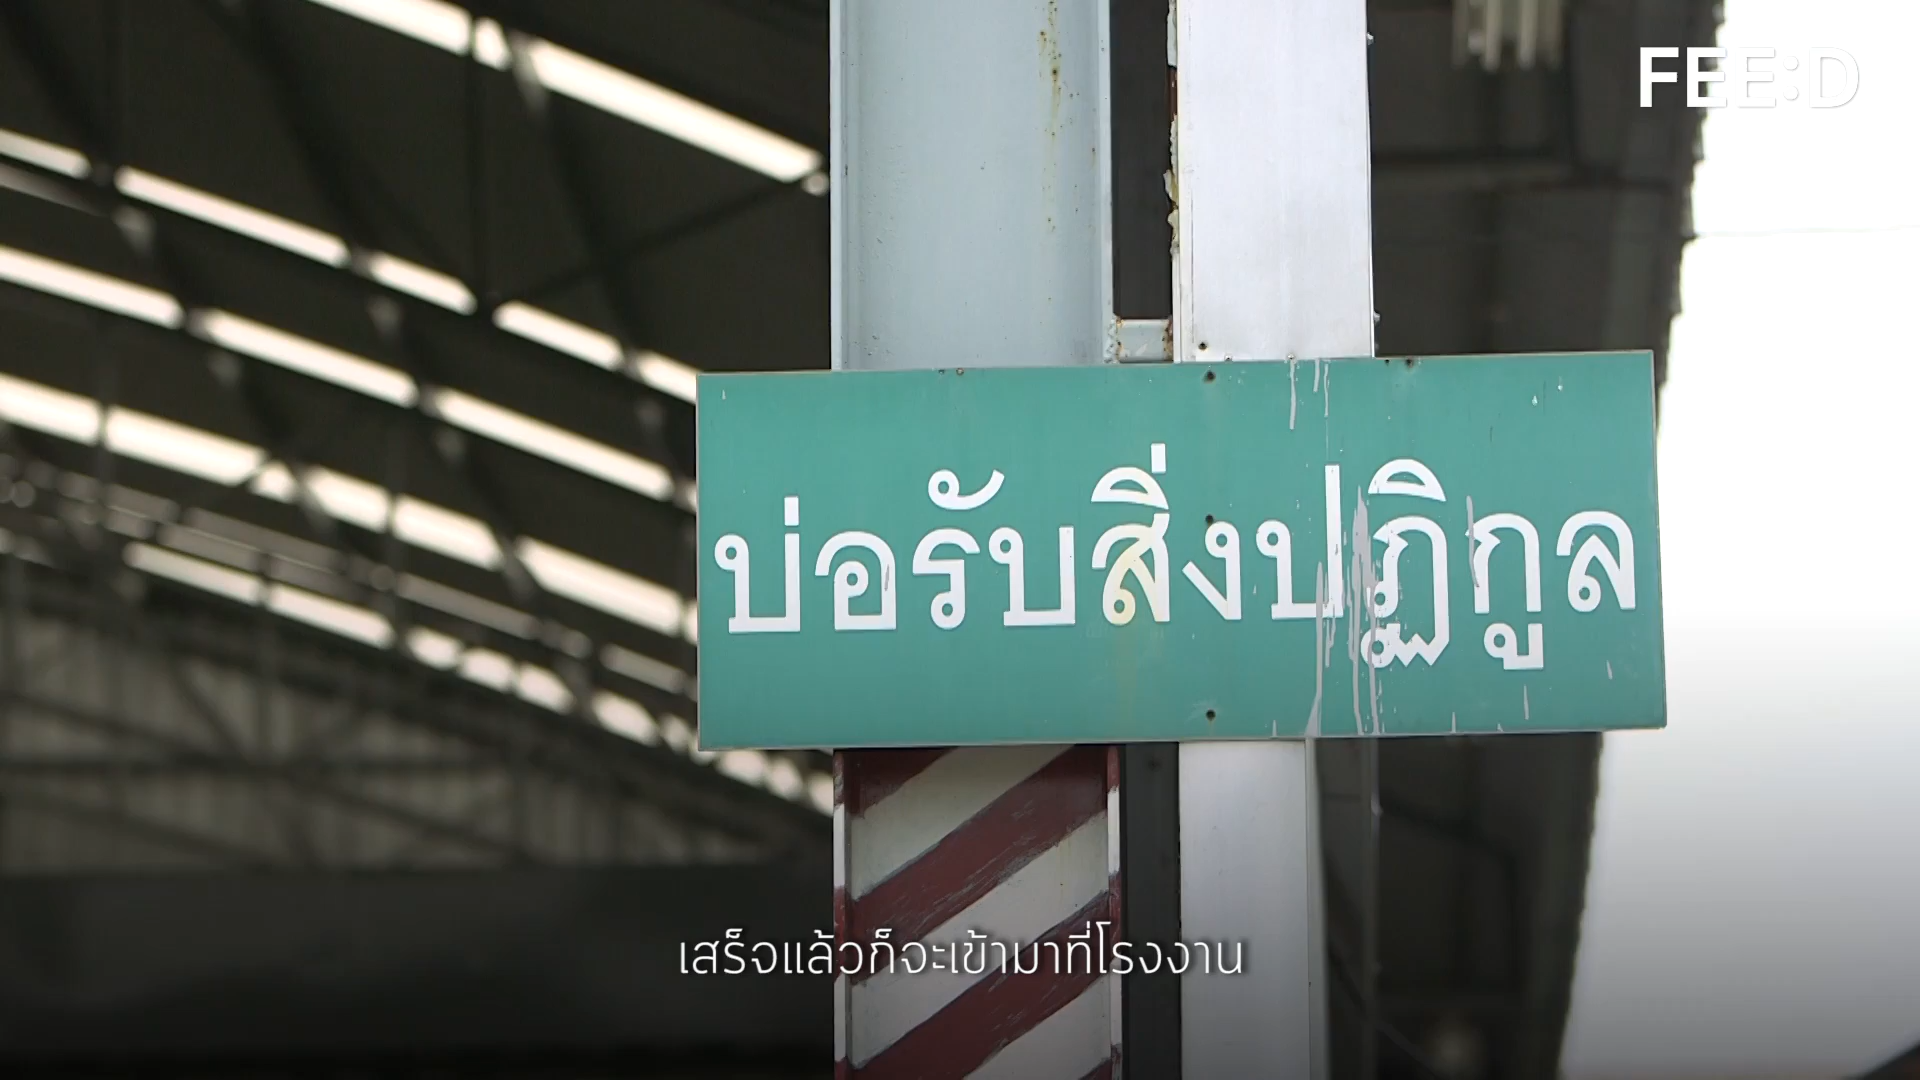 FEE:D
บ่อรับสิ่งปฏิกูล
เสร็จแล้วก็จะเข้ามาที่โรงงาน